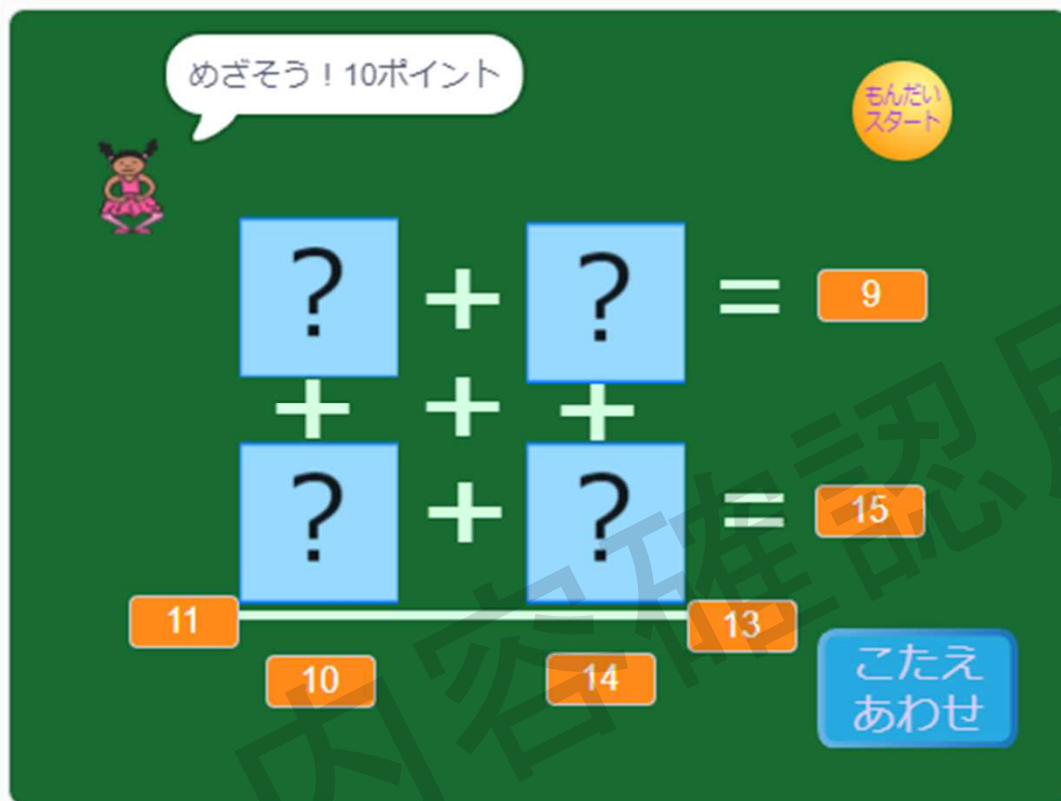 めざそう！10ポイント
もんだい
スタート
? + ? = 9
+ + +
? + ? = 15
11
13
10
14
こたえ
あわせ
内容確認用